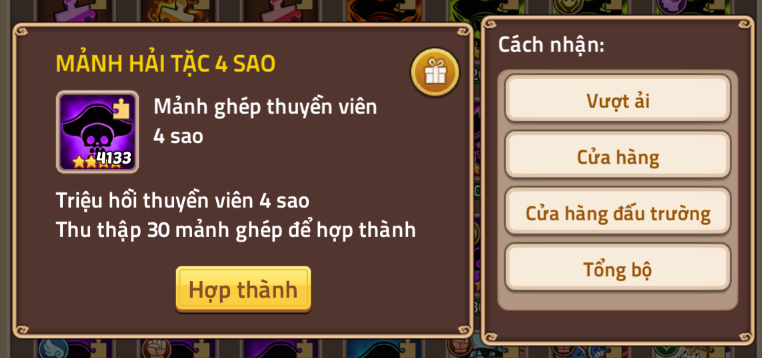 MẢNH HẢI TẶC 4 SAO
Mảnh ghép thuyền viên
4 sao
4133
Triệu hồi thuyền viên 4 sao
Thu thập 30 mảnh ghép để hợp thành
Hợp thành
Cách nhận:
Vượt ải
Cửa hàng
Cửa hàng đấu trường
Tổng bộ